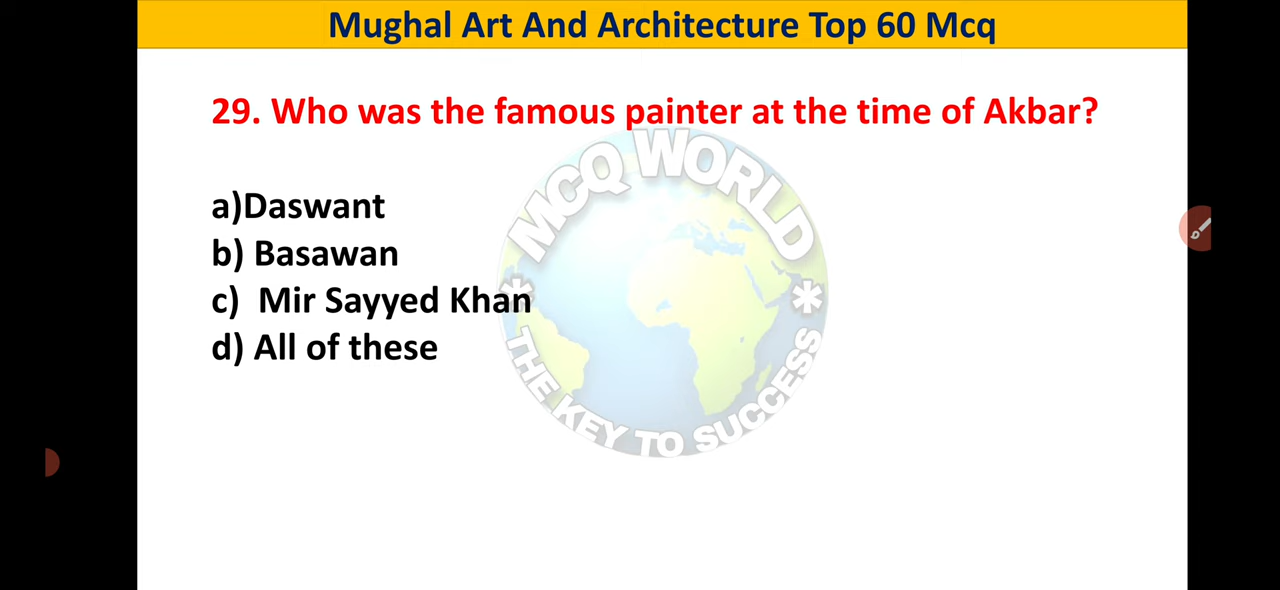 Mughal Art And Architecture Top 60 Mcq
29. Who was the famous painter at the time of Akbar?
a)Daswant
b) Basawan
c)  Mir Sayyed Khan
d) All of these
MCQ WORLD
* THE KEY TO SUCCESS *